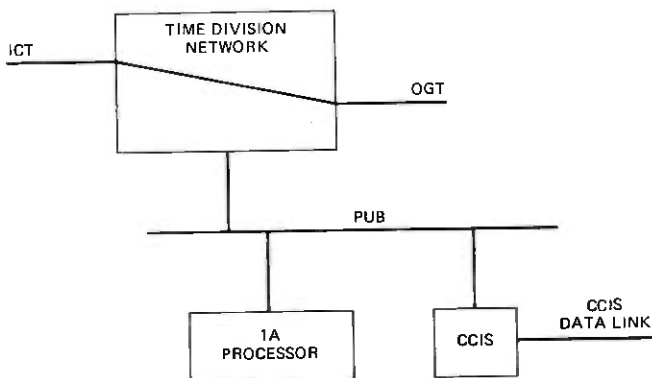 TIME DIVISION
NETWORK
ICT
OGT
PUB
1A
PROCESSOR
CCIS
CCIS
DATA LINK